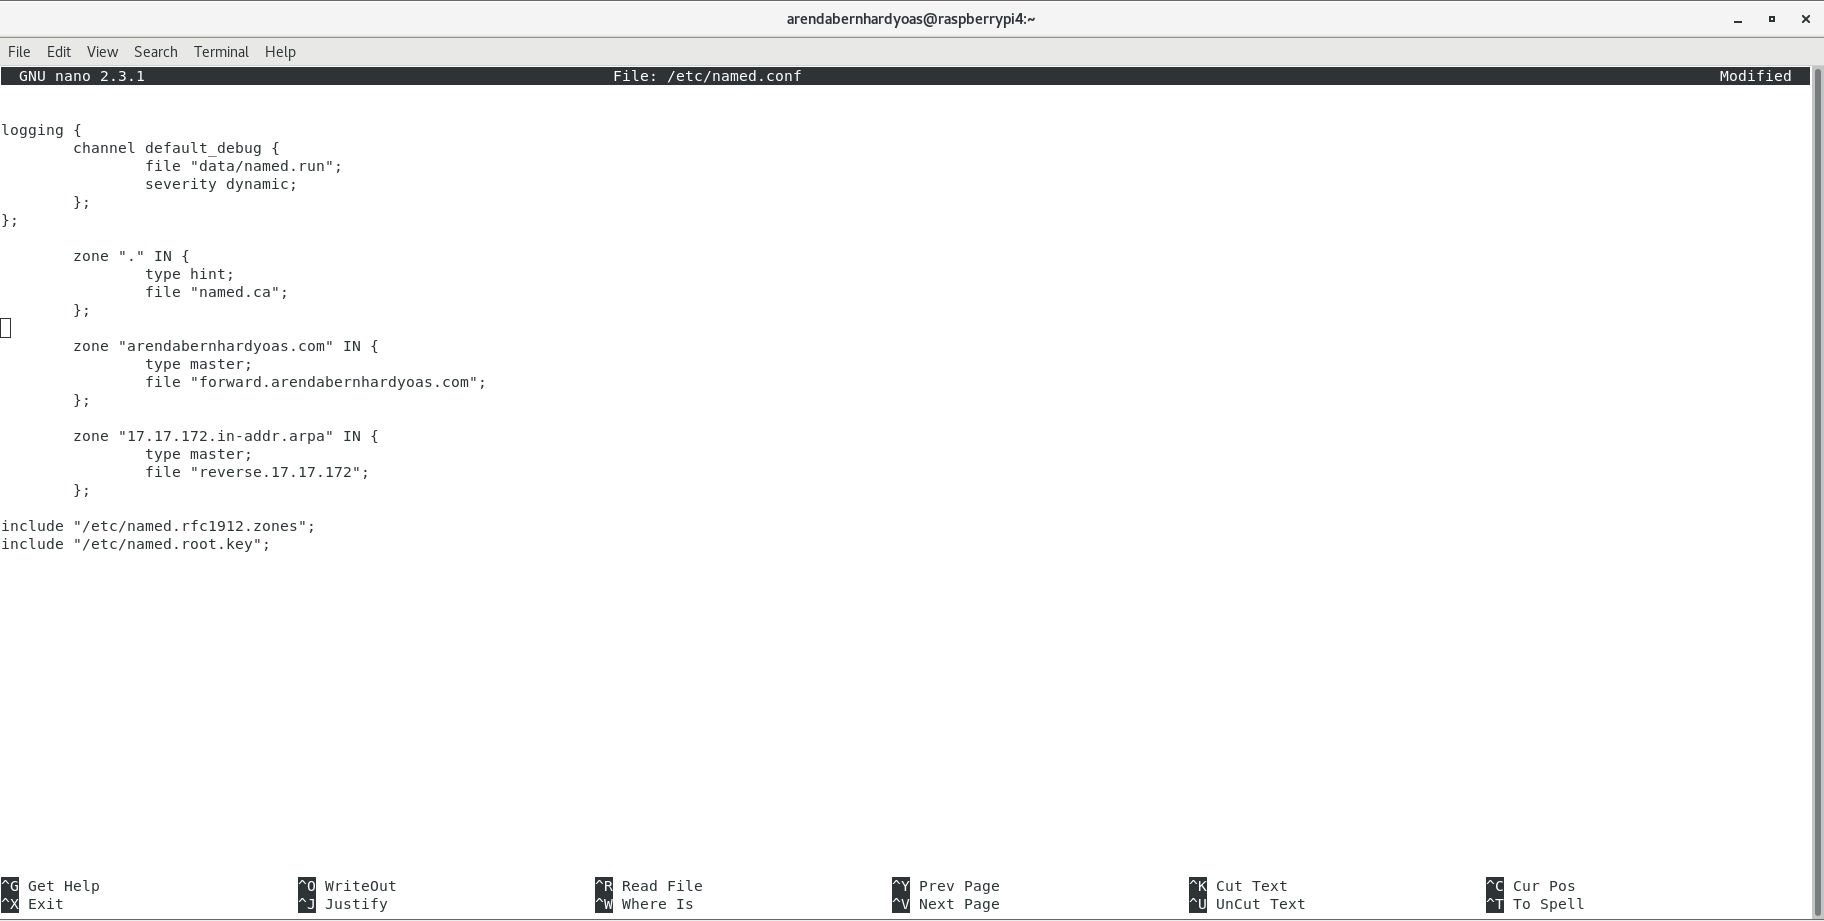 arendabernhardyoas@raspberrypi4:~
File Edit View Search Terminal Help
GNU nano 2.3.1 File: /etc/named.conf Modified
logging {
channel default_debug {
file "data/named.run";
severity dynamic;
};
};
zone "." IN {
type hint;
file "named.ca";
};
zone "arendabernhardyoas.com" IN {
type master;
file "forward.arendabernhardyoas.com";
};
zone "17.17.172.in-addr.arpa" IN {
type master;
file "reverse.17.17.172";
};
include "/etc/named.rfc1912.zones";
include "/etc/named.root.key";
^G Get Help ^O WriteOut ^R Read File ^Y Prev Page ^K Cut Text ^C Cur Pos
^X Exit ^J Justify ^W Where Is ^V Next Page ^U UnCut Text ^T To Spell